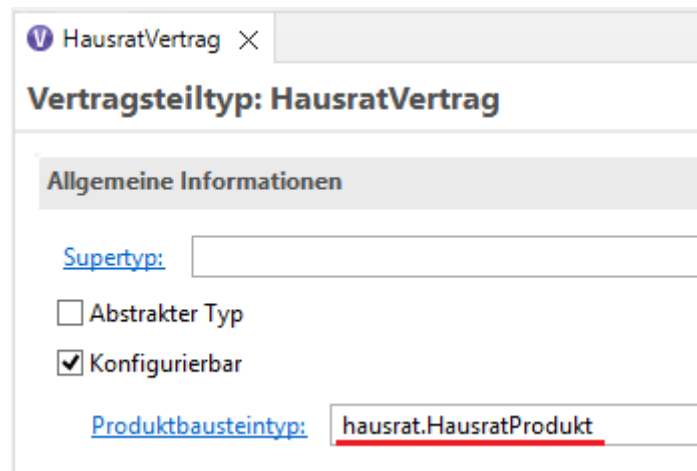 V HausratVertrag
Vertragsteiltyp: HausratVertrag
Allgemeine Informationen
Supertyp:
Abstrakter Typ
Konfigurierbar
Produktbausteintyp: hausrat.HausratProdukt